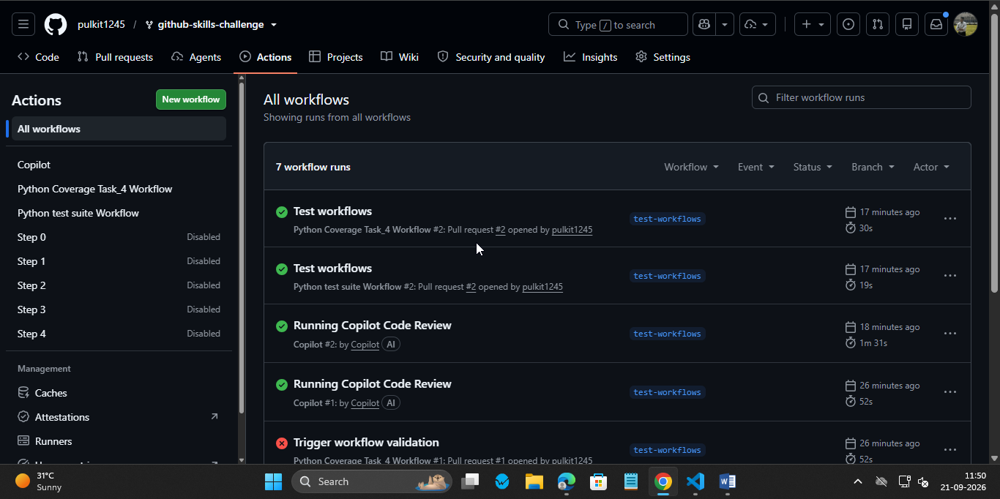 pulkit1245 / github-skills-challenge
Type / to search
Code Pull requests Agents Actions Projects Wiki Security and quality Insights Settings
Actions
New workflow
All workflows
Copilot
Python Coverage Task_4 Workflow
Python test suite Workflow
Step 0 Disabled
Step 1 Disabled
Step 2 Disabled
Step 3 Disabled
Step 4 Disabled
Management
Caches
Attestations
Runners
All workflows
Showing runs from all workflows
Filter workflow runs
7 workflow runs
Workflow Event Status Branch Actor
Test workflows
Python Coverage Task_4 Workflow #2: Pull request #2 opened by pulkit1245
test-workflows
17 minutes ago
30s
Test workflows
Python test suite Workflow #2: Pull request #2 opened by pulkit1245
test-workflows
17 minutes ago
19s
Running Copilot Code Review
Copilot #2: by Copilot AI
test-workflows
18 minutes ago
1m 31s
Running Copilot Code Review
Copilot #1: by Copilot AI
test-workflows
26 minutes ago
52s
Trigger workflow validation
Python Coverage Task_4 Workflow #1: Pull request #1 opened by pulkit1245
test-workflows
26 minutes ago
52s
31°C
Sunny
Search
11:50
21-09-2026